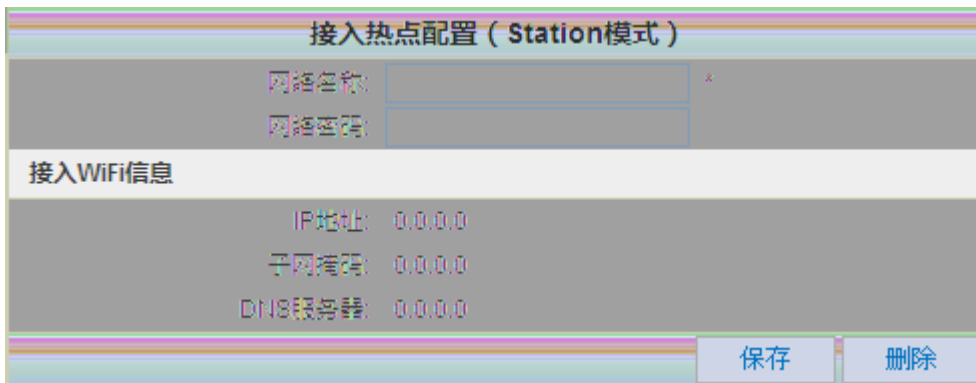 接入热点配置（Station模式）
网络名称: *
网络密码:
接入WiFi信息
IP地址: 0.0.0.0
子网掩码: 0.0.0.0
DNS服务器: 0.0.0.0
保存 删除